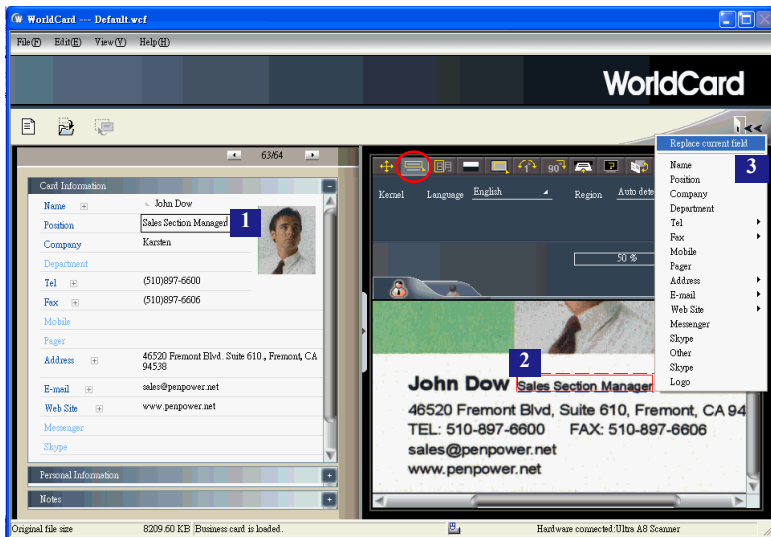 WorldCard --- Default.wcf
File(F) Edit(E) View(V) Help(H)
WorldCard
63/64
Card Information
Name John Dow
Position Sales Section Manager
1
Company Karsten
Department
Tel (510)897-6600
Fax (510)897-6606
Mobile
Pager
Address 46520 Fremont Blvd. Suite 610., Fremont, CA
94538
E-mail sales@penpower.net
Web Site www.penpower.net
Messenger
Skype
Personal Information
Notes
90°
Kernel Language English Region Auto dete
50 %
2
John Dow Sales Section Manager
46520 Fremont Blvd, Suite 610, Fremont, CA 94
TEL: 510-897-6600 FAX: 510-897-6606
sales@penpower.net
www.penpower.net
Replace current field
3
Name
Position
Company
Department
Tel
Fax
Mobile
Pager
Address
E-mail
Web Site
Messenger
Skype
Other
Skype
Logo
Original file size 8209.60 KB Business card is loaded. Hardware connected:Ultra A8 Scanner